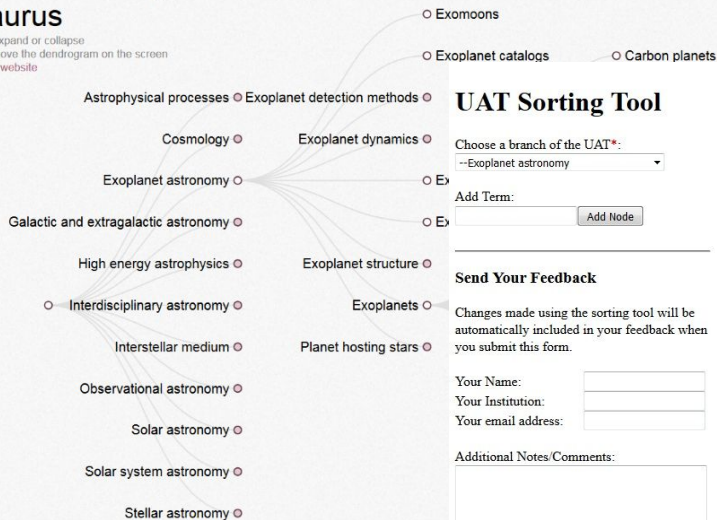 expand or collapse
move the dendrogram on the screen
website
Exomoons
Exoplanet catalogs
Carbon planets
Astrophysical processes
Exoplanet detection methods
Cosmology
Exoplanet dynamics
Exoplanet astronomy
Ex
Galactic and extragalactic astronomy
Ex
High energy astrophysics
Exoplanet structure
Interdisciplinary astronomy
Exoplanets
Interstellar medium
Planet hosting stars
Observational astronomy
Solar astronomy
Solar system astronomy
Stellar astronomy
UAT Sorting Tool
Choose a branch of the UAT*:
--Exoplanet astronomy
Add Term:
Add Node
Send Your Feedback
Changes made using the sorting tool will be
automatically included in your feedback when
you submit this form.
Your Name:
Your Institution:
Your email address:
Additional Notes/Comments: